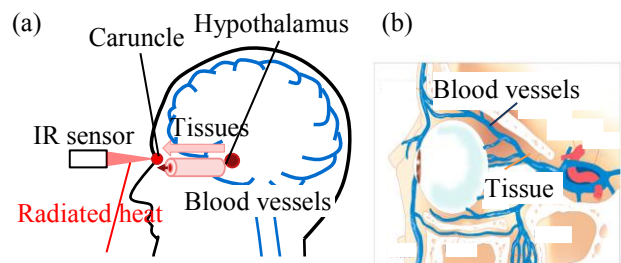 (a)
Hypothalamus
Caruncle
IR sensor
Tissues
Radiated heat
Blood vessels
(b)
Blood vessels
Tissue